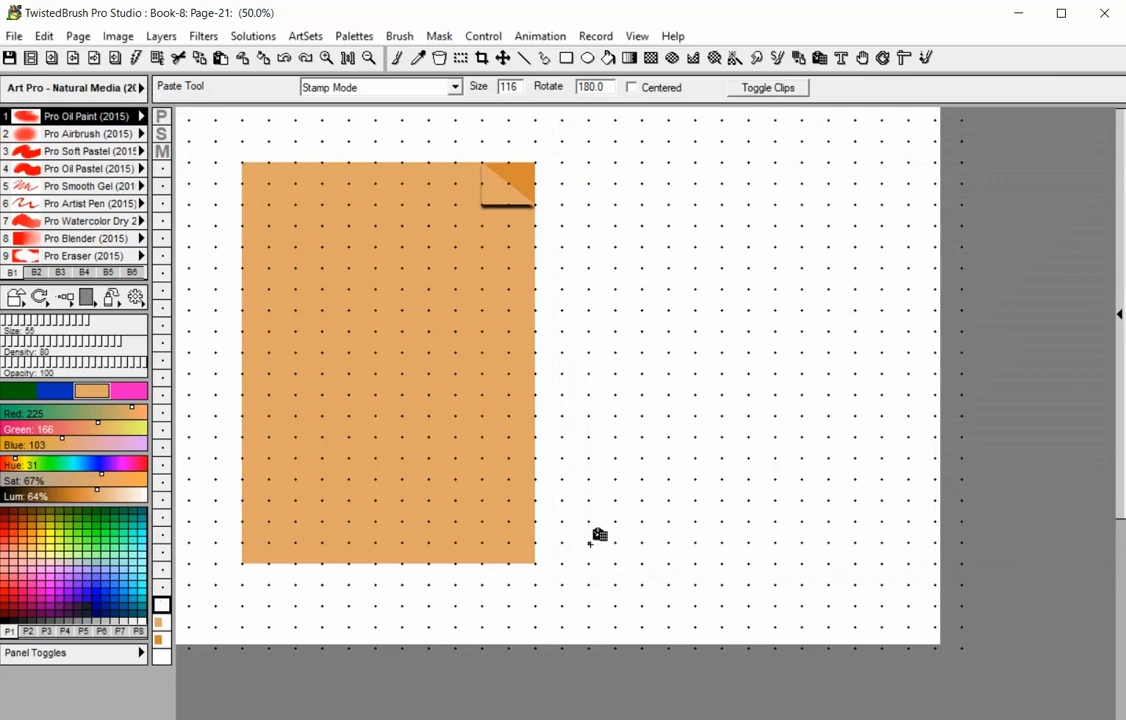 TwistedBrush Pro Studio : Book-8: Page-21: (50.0%)
File Edit Page Image Layers Filters Solutions ArtSets Palettes Brush Mask Control Animation Record View Help
Art Pro - Natural Media (20
Paste Tool Stamp Mode Size 116 Rotate 180.0 Centered Toggle Clips
1 Pro Oil Paint (2015)
2 Pro Airbrush (2015)
3 Pro Soft Pastel (2015
4 Pro Oil Pastel (2015)
5 Pro Smooth Gel (201
6 Pro Artist Pen (2015)
7 Pro Watercolor Dry 2
8 Pro Blender (2015)
9 Pro Eraser (2015)
P
S
M
B1 B2 B3 B4 B5 B6
Size: 55
Density: 80
Opacity: 100
Red: 225
Green: 166
Blue: 103
Hue: 31
Sat: 67%
Lum: 64%
P1 P2 P3 P4 P5 P6 P7 P8
Panel Toggles